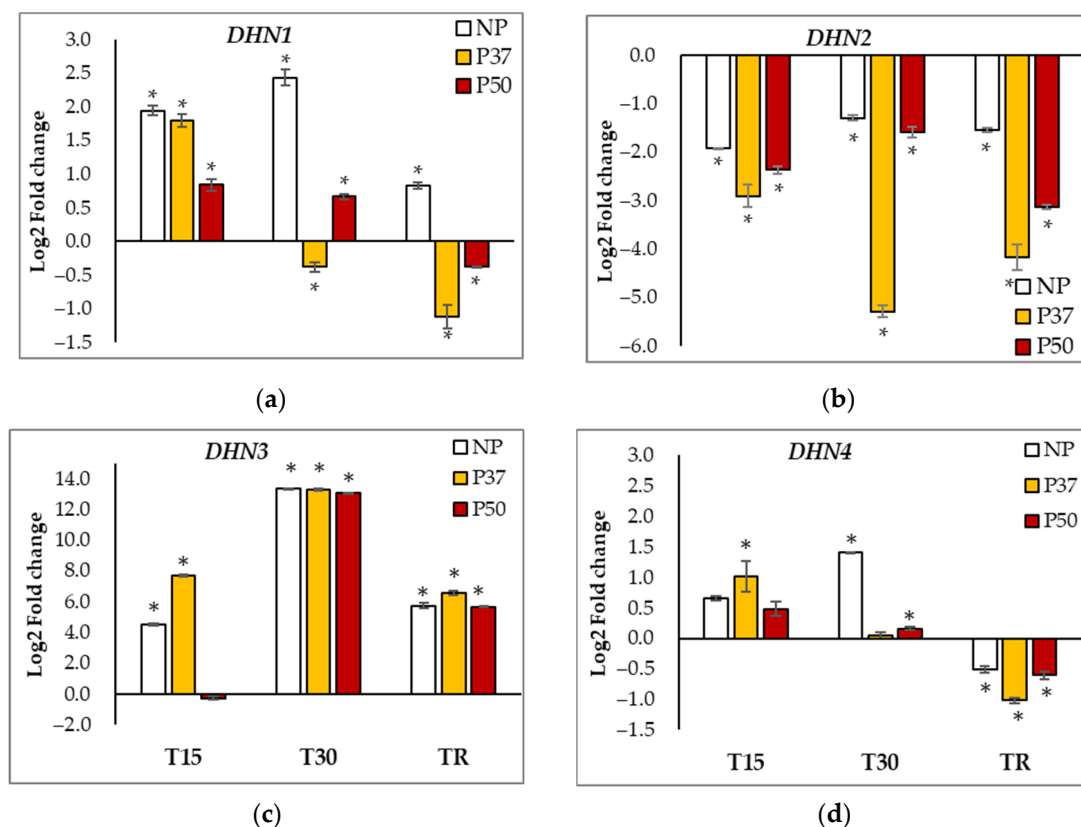 DHN1
NP
P37
P50
Log2 Fold change
3.0
2.5
2.0
1.5
1.0
0.5
0.0
−0.5
−1.0
−1.5
* * * * * * * * *
(a)
DHN2
Log2 Fold change
0.0
−1.0
−2.0
−3.0
−4.0
−5.0
−6.0
* * * * * * * * *
NP
P37
P50
(b)
DHN3
NP
P37
P50
Log2 Fold change
14.0
12.0
10.0
8.0
6.0
4.0
2.0
0.0
−2.0
* * * * * * * *
T15 T30 TR
(c)
DHN4
NP
P37
P50
Log2 Fold change
3.0
2.5
2.0
1.5
1.0
0.5
0.0
−0.5
−1.0
−1.5
* * * * * *
T15 T30 TR
(d)